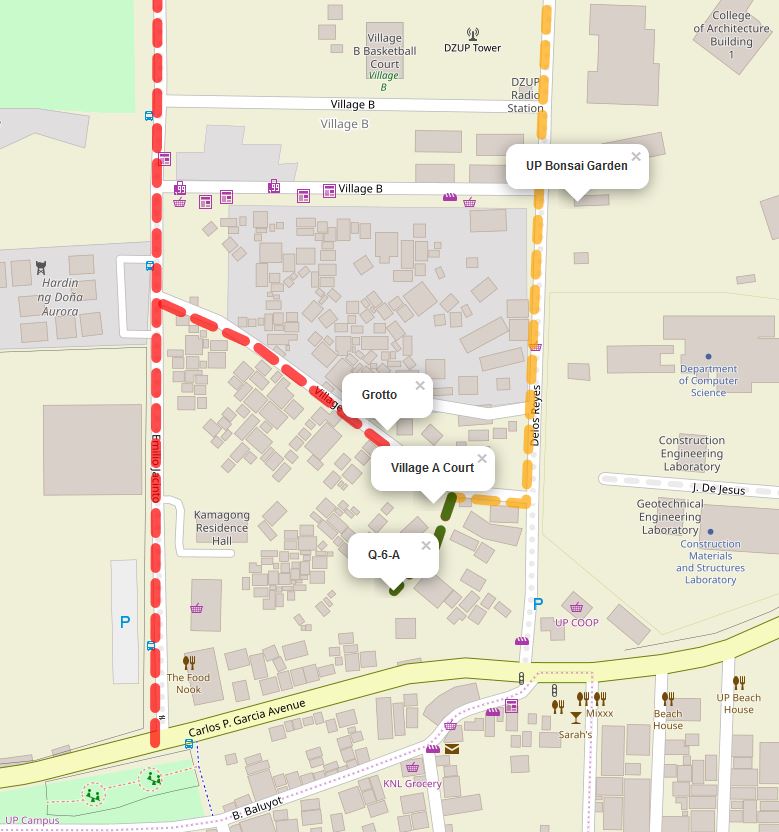 College
of Architecture
Building
1
Village
B Basketball
Court
Village
B
DZUP Tower
DZUP
Radio
Station
Village B
Village B
UP Bonsai Garden
×
Village B
Hardin
ng Doña
Aurora
Department
of Computer
Science
Grotto
×
Village
Delos Reyes
Emilio Jacinto
Construction
Engineering
Laboratory
Village A Court
×
J. De Jesus
Kamagong
Residence
Hall
Geotechnical
Engineering
Laboratory
Construction
Materials
and Structures
Laboratory
Q-6-A
×
P
P
UP COOP
The Food
Nook
Carlos P. Garcia Avenue
UP Beach
House
Mixxx
Beach
House
Sarah's
KNL Grocery
B. Baluyot
UP Campus